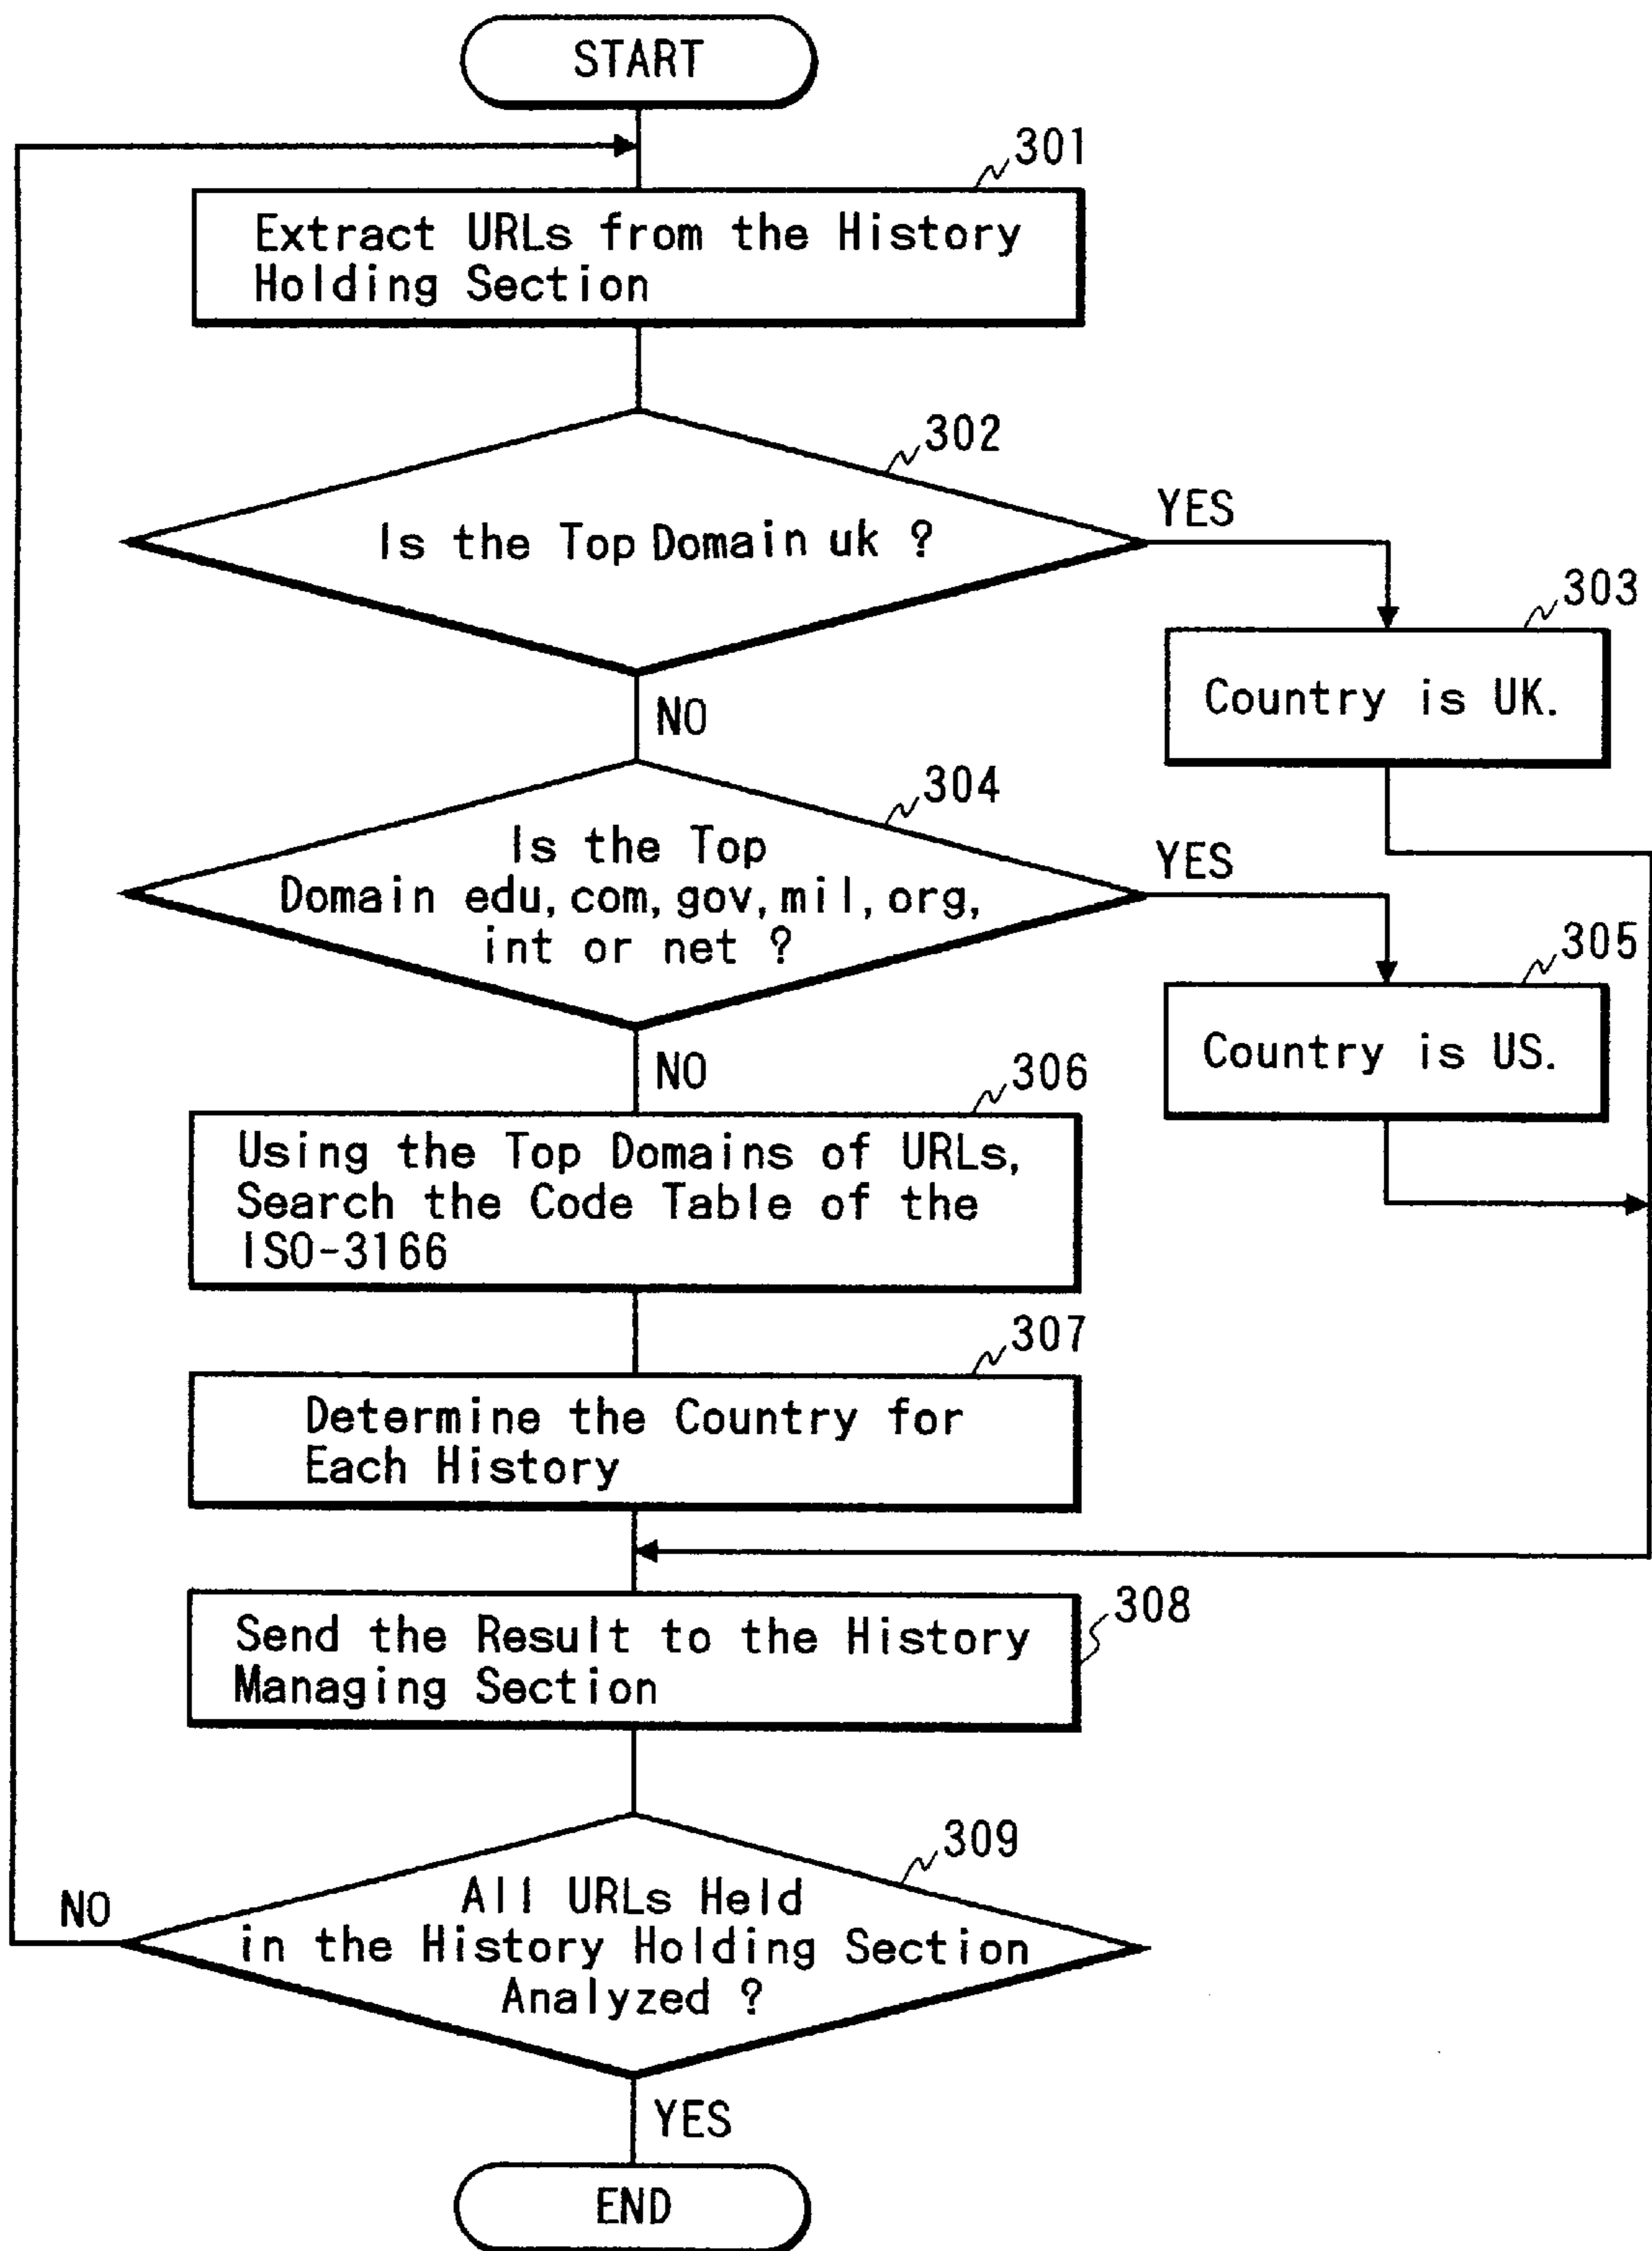 START
301
Extract URLs from the History
Holding Section
302
Is the Top Domain uk ?
YES
303
Country is UK.
NO
304
Is the Top
Domain edu, com, gov, mil, org,
int or net ?
YES
305
Country is US.
NO
306
Using the Top Domains of URLs,
Search the Code Table of the
ISO-3166
307
Determine the Country for
Each History
308
Send the Result to the History
Managing Section
309
All URLs Held
in the History Holding Section
Analyzed ?
NO
YES
END